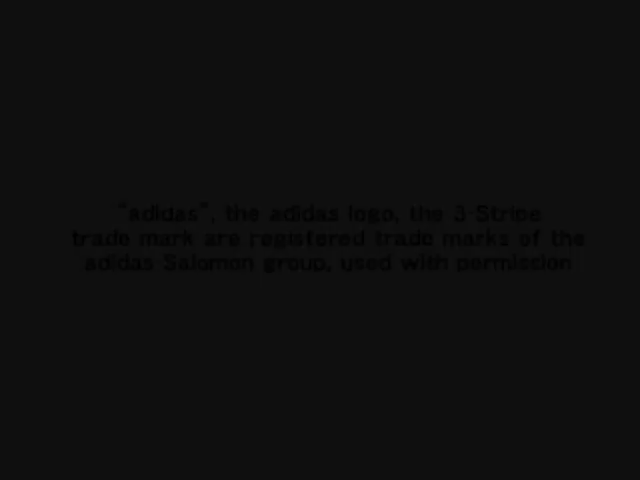 "adidas", the adidas logo, the 3-Stripe
trade mark are registered trade marks of the
adidas Salomon group, used with permission